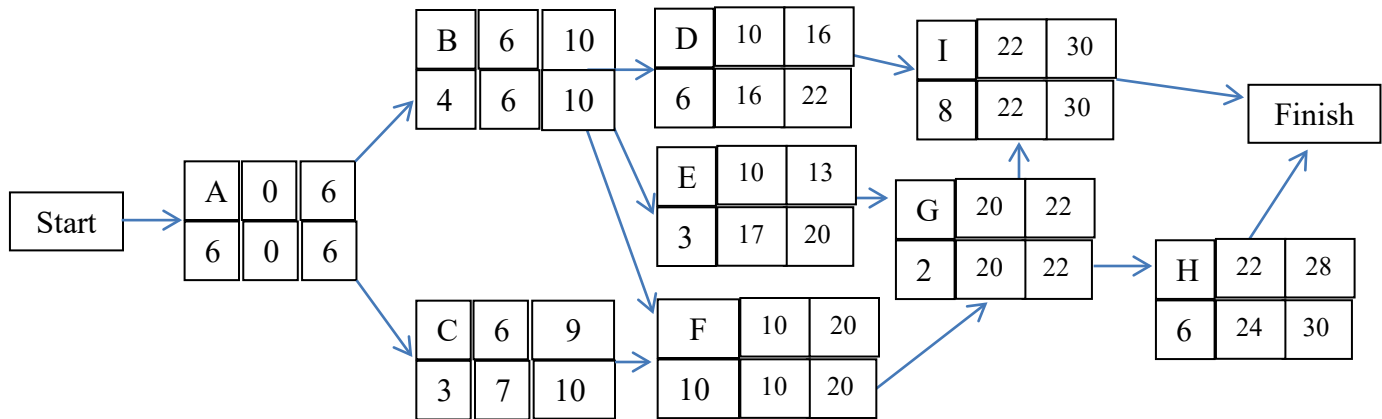 Start
A 0 6
6 0 6
B 6 10
4 6 10
C 6 9
3 7 10
D 10 16
6 16 22
E 10 13
3 17 20
F 10 20
10 10 20
I 22 30
8 22 30
G 20 22
2 20 22
H 22 28
6 24 30
Finish